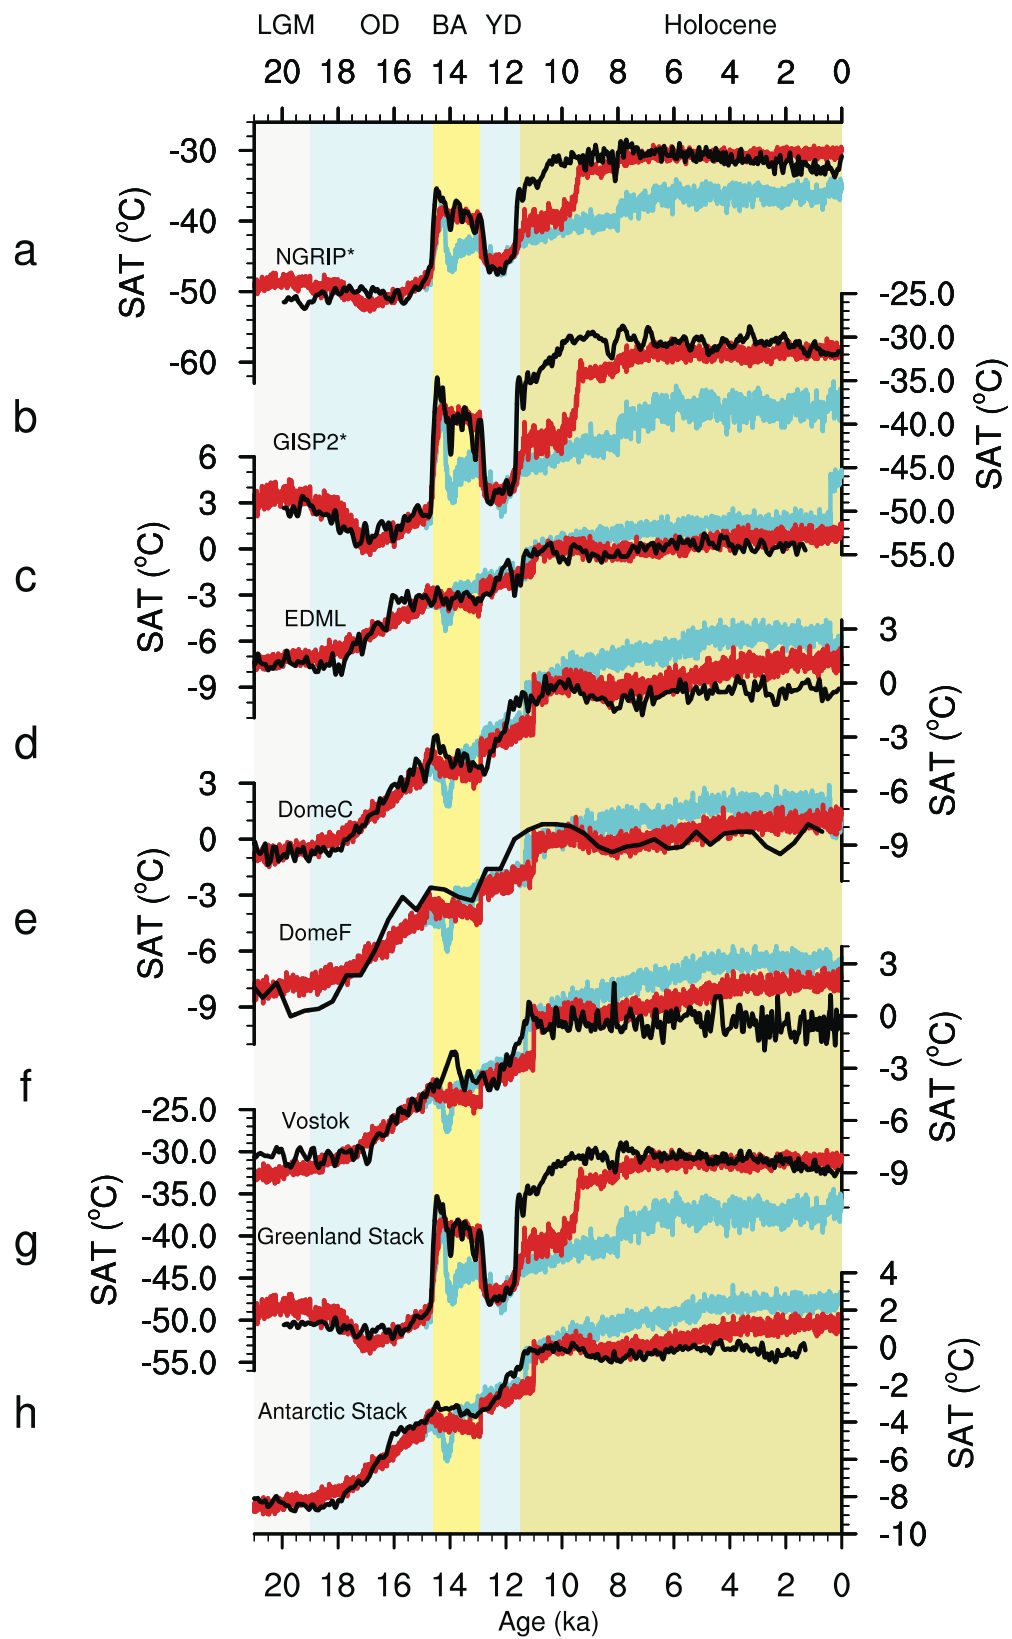 LGM OD BA YD Holocene
20 18 16 14 12 10 8 6 4 2 0
a
SAT (°C)
-30
-40
-50
-60
NGRIP*
b
GISP2*
-25.0
-30.0
-35.0
-40.0
-45.0
-50.0
-55.0
SAT (°C)
c
SAT (°C)
6
3
0
-3
-6
-9
EDML
d
DomeC
3
0
-3
-6
-9
SAT (°C)
e
SAT (°C)
3
0
-3
-6
-9
DomeF
f
Vostok
3
0
-3
-6
-9
SAT (°C)
g
SAT (°C)
-25.0
-30.0
-35.0
-40.0
-45.0
-50.0
-55.0
Greenland Stack
h
Antarctic Stack
4
2
0
-2
-4
-6
-8
-10
SAT (°C)
20 18 16 14 12 10 8 6 4 2 0
Age (ka)